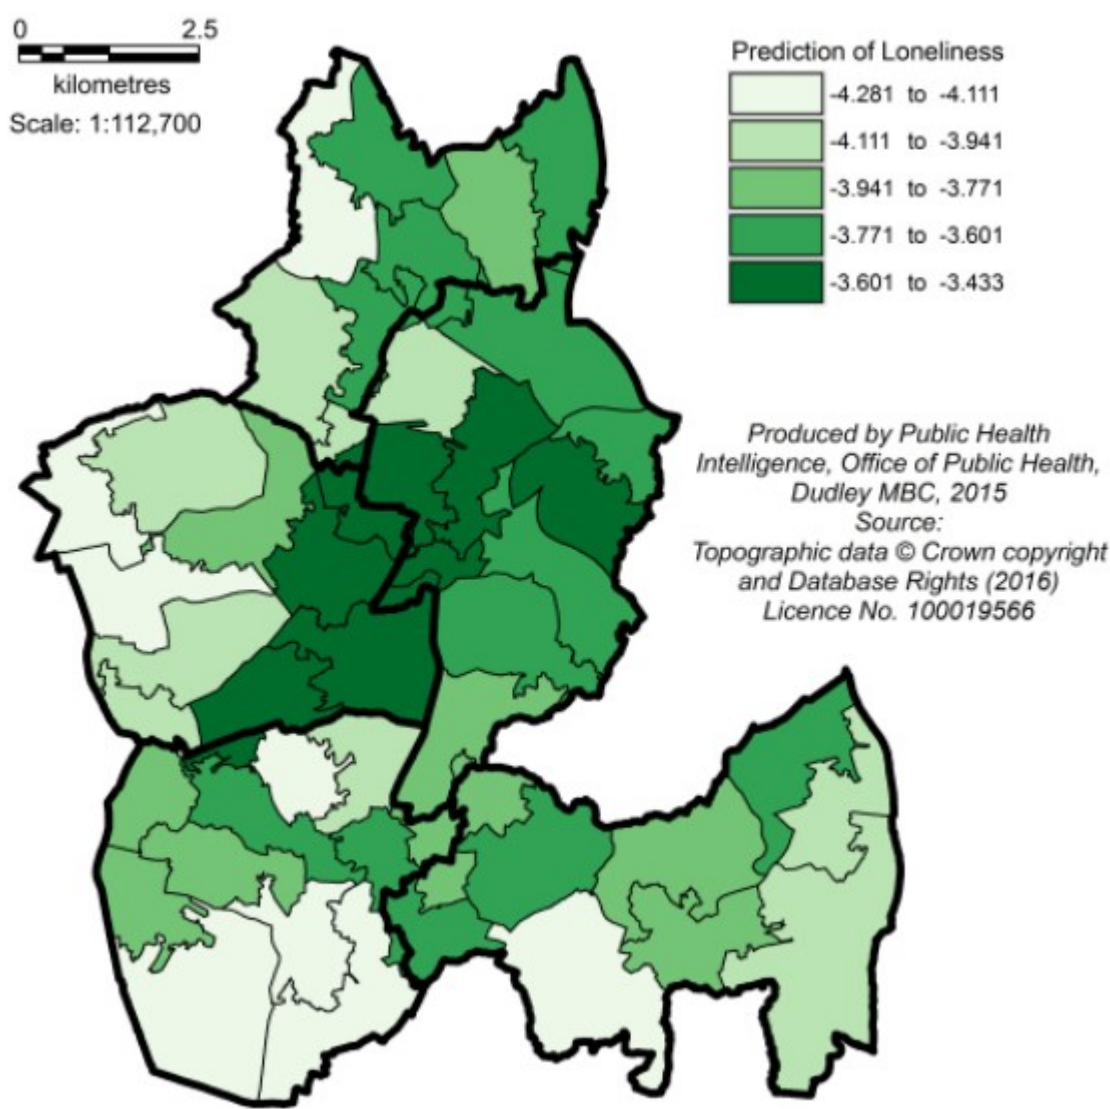 0 2.5
kilometres
Scale: 1:112,700
Prediction of Loneliness
-4.281 to -4.111
-4.111 to -3.941
-3.941 to -3.771
-3.771 to -3.601
-3.601 to -3.433
Produced by Public Health
Intelligence, Office of Public Health,
Dudley MBC, 2015
Source:
Topographic data © Crown copyright
and Database Rights (2016)
Licence No. 100019566